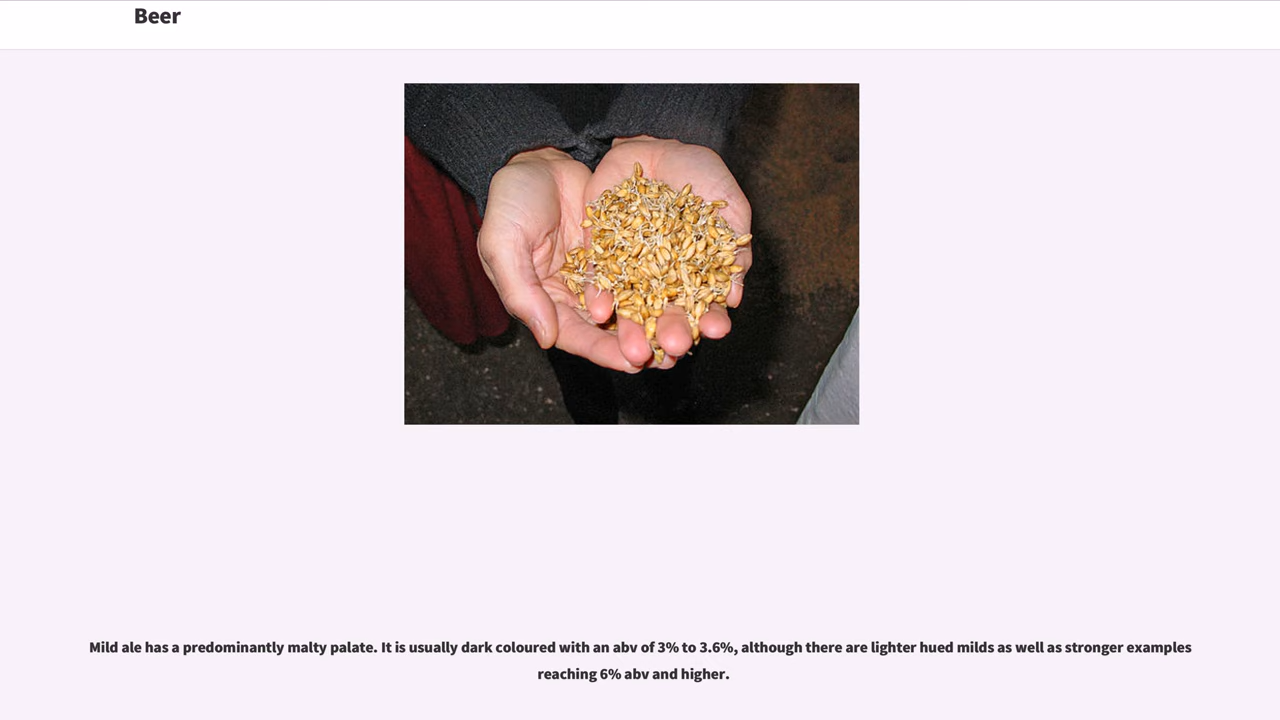 Beer
Mild ale has a predominantly malty palate. It is usually dark coloured with an abv of 3% to 3.6%, although there are lighter hued milds as well as stronger examples
reaching 6% abv and higher.